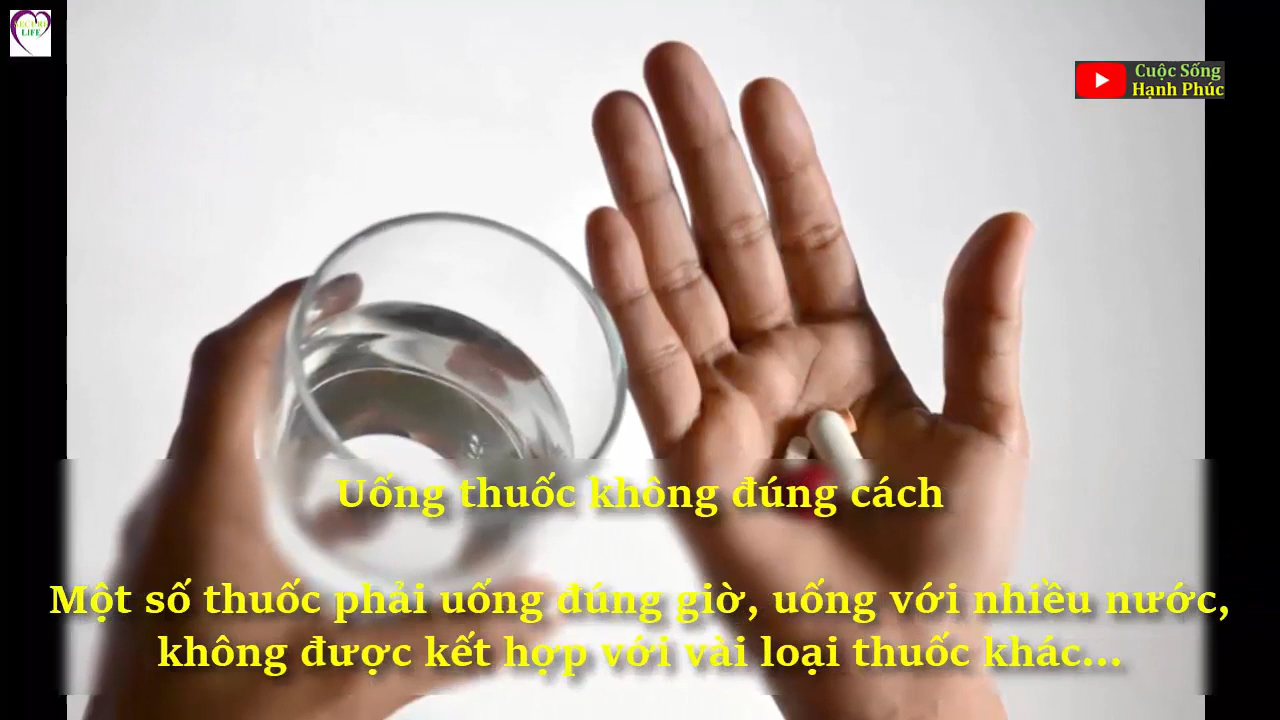 LIFE
Cuộc Sống
Hạnh Phúc
Uống thuốc không đúng cách
Một số thuốc phải uống đúng giờ, uống với nhiều nước,
không được kết hợp với vài loại thuốc khác...